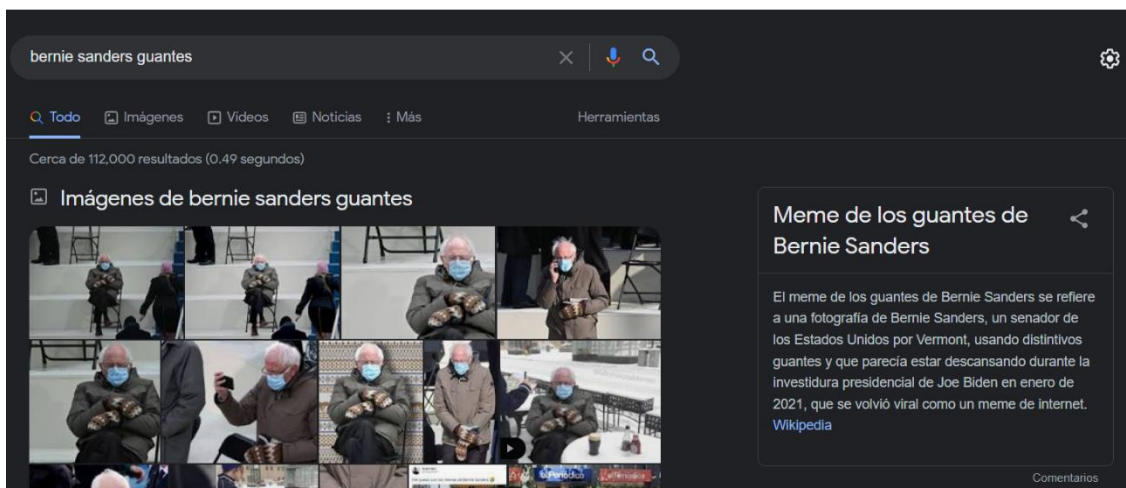 bernie sanders guantes
Todo Imágenes Videos Noticias Más Herramientas
Cerca de 112,000 resultados (0.49 segundos)
Imágenes de bernie sanders guantes
Meme de los guantes de
Bernie Sanders
El meme de los guantes de Bernie Sanders se refiere
a una fotografía de Bernie Sanders, un senador de
los Estados Unidos por Vermont, usando distintivos
guantes y que parecía estar descansando durante la
investidura presidencial de Joe Biden en enero de
2021, que se volvió viral como un meme de internet.
Wikipedia
elPeriódico
Comentarios